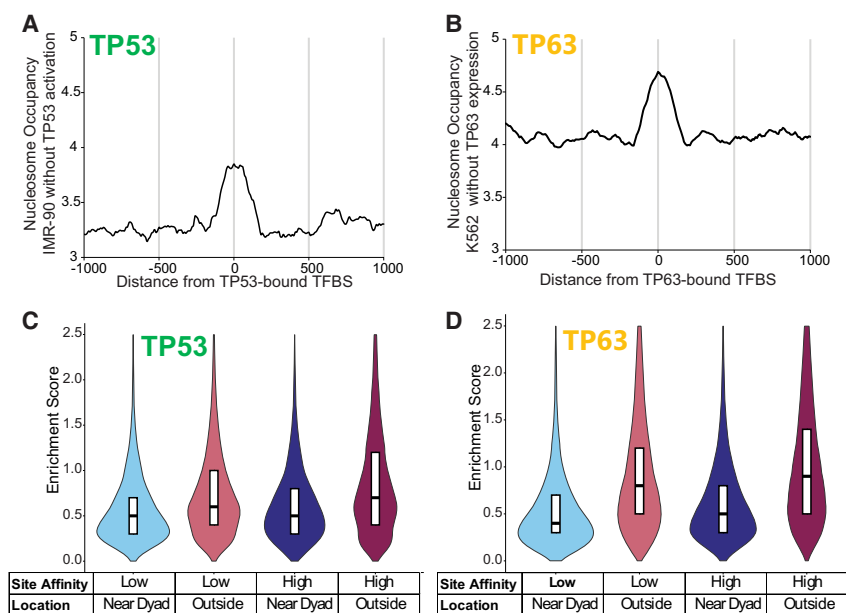 A
TP53
Nucleosome Occupancy
IMR-90 without TP53 activation
5
4.5
4
3.5
3
-1000
-500
0
500
1000
Distance from TP53-bound TFBS
B
TP63
Nucleosome Occupancy
K562 without TP63 expression
5
4.5
4
3.5
3
-1000
-500
0
500
1000
Distance from TP63-bound TFBS
C
TP53
Enrichment Score
2.5
2.0
1.5
1.0
0.5
0.0
Site Affinity Low Low High High
Location Near Dyad Outside Near Dyad Outside
D
TP63
Enrichment Score
2.5
2.0
1.5
1.0
0.5
0.0
Site Affinity Low Low High High
Location Near Dyad Outside Near Dyad Outside